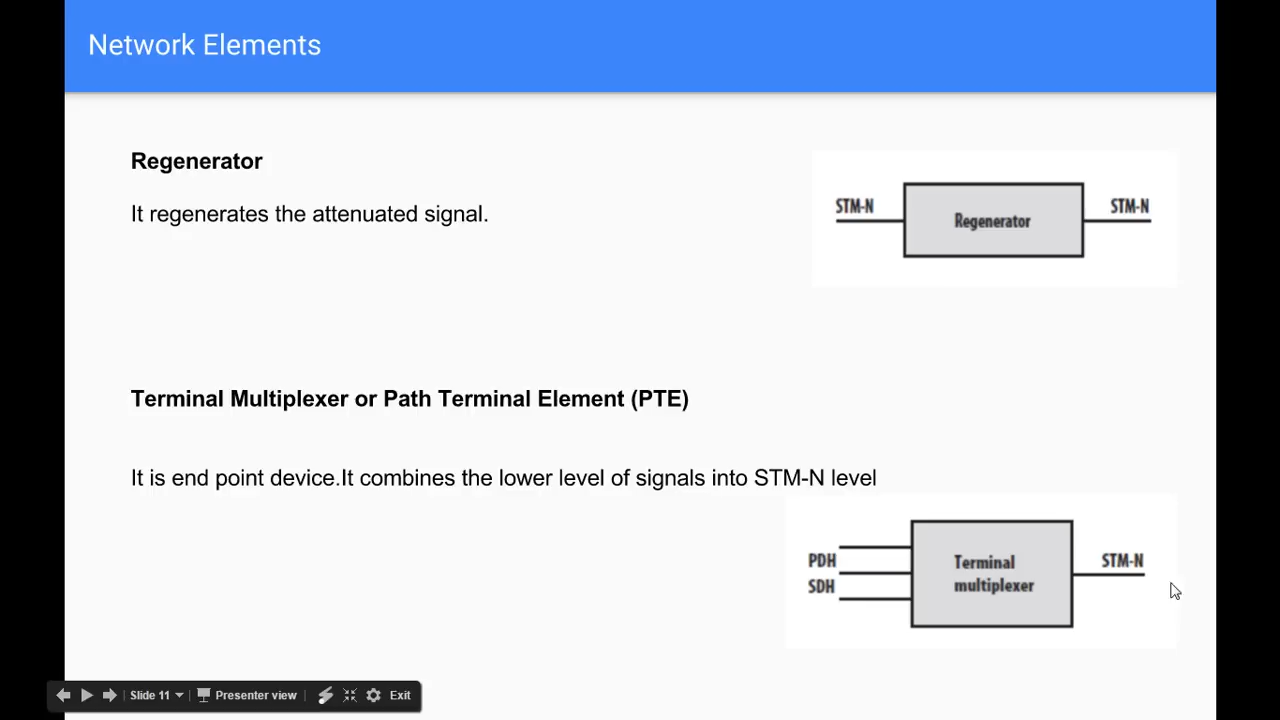 Network Elements
Regenerator
It regenerates the attenuated signal.
STM-N
Regenerator
STM-N
Terminal Multiplexer or Path Terminal Element (PTE)
It is end point device.It combines the lower level of signals into STM-N level
PDH
SDH
Terminal
multiplexer
STM-N
Slide 11
Presenter view
Exit